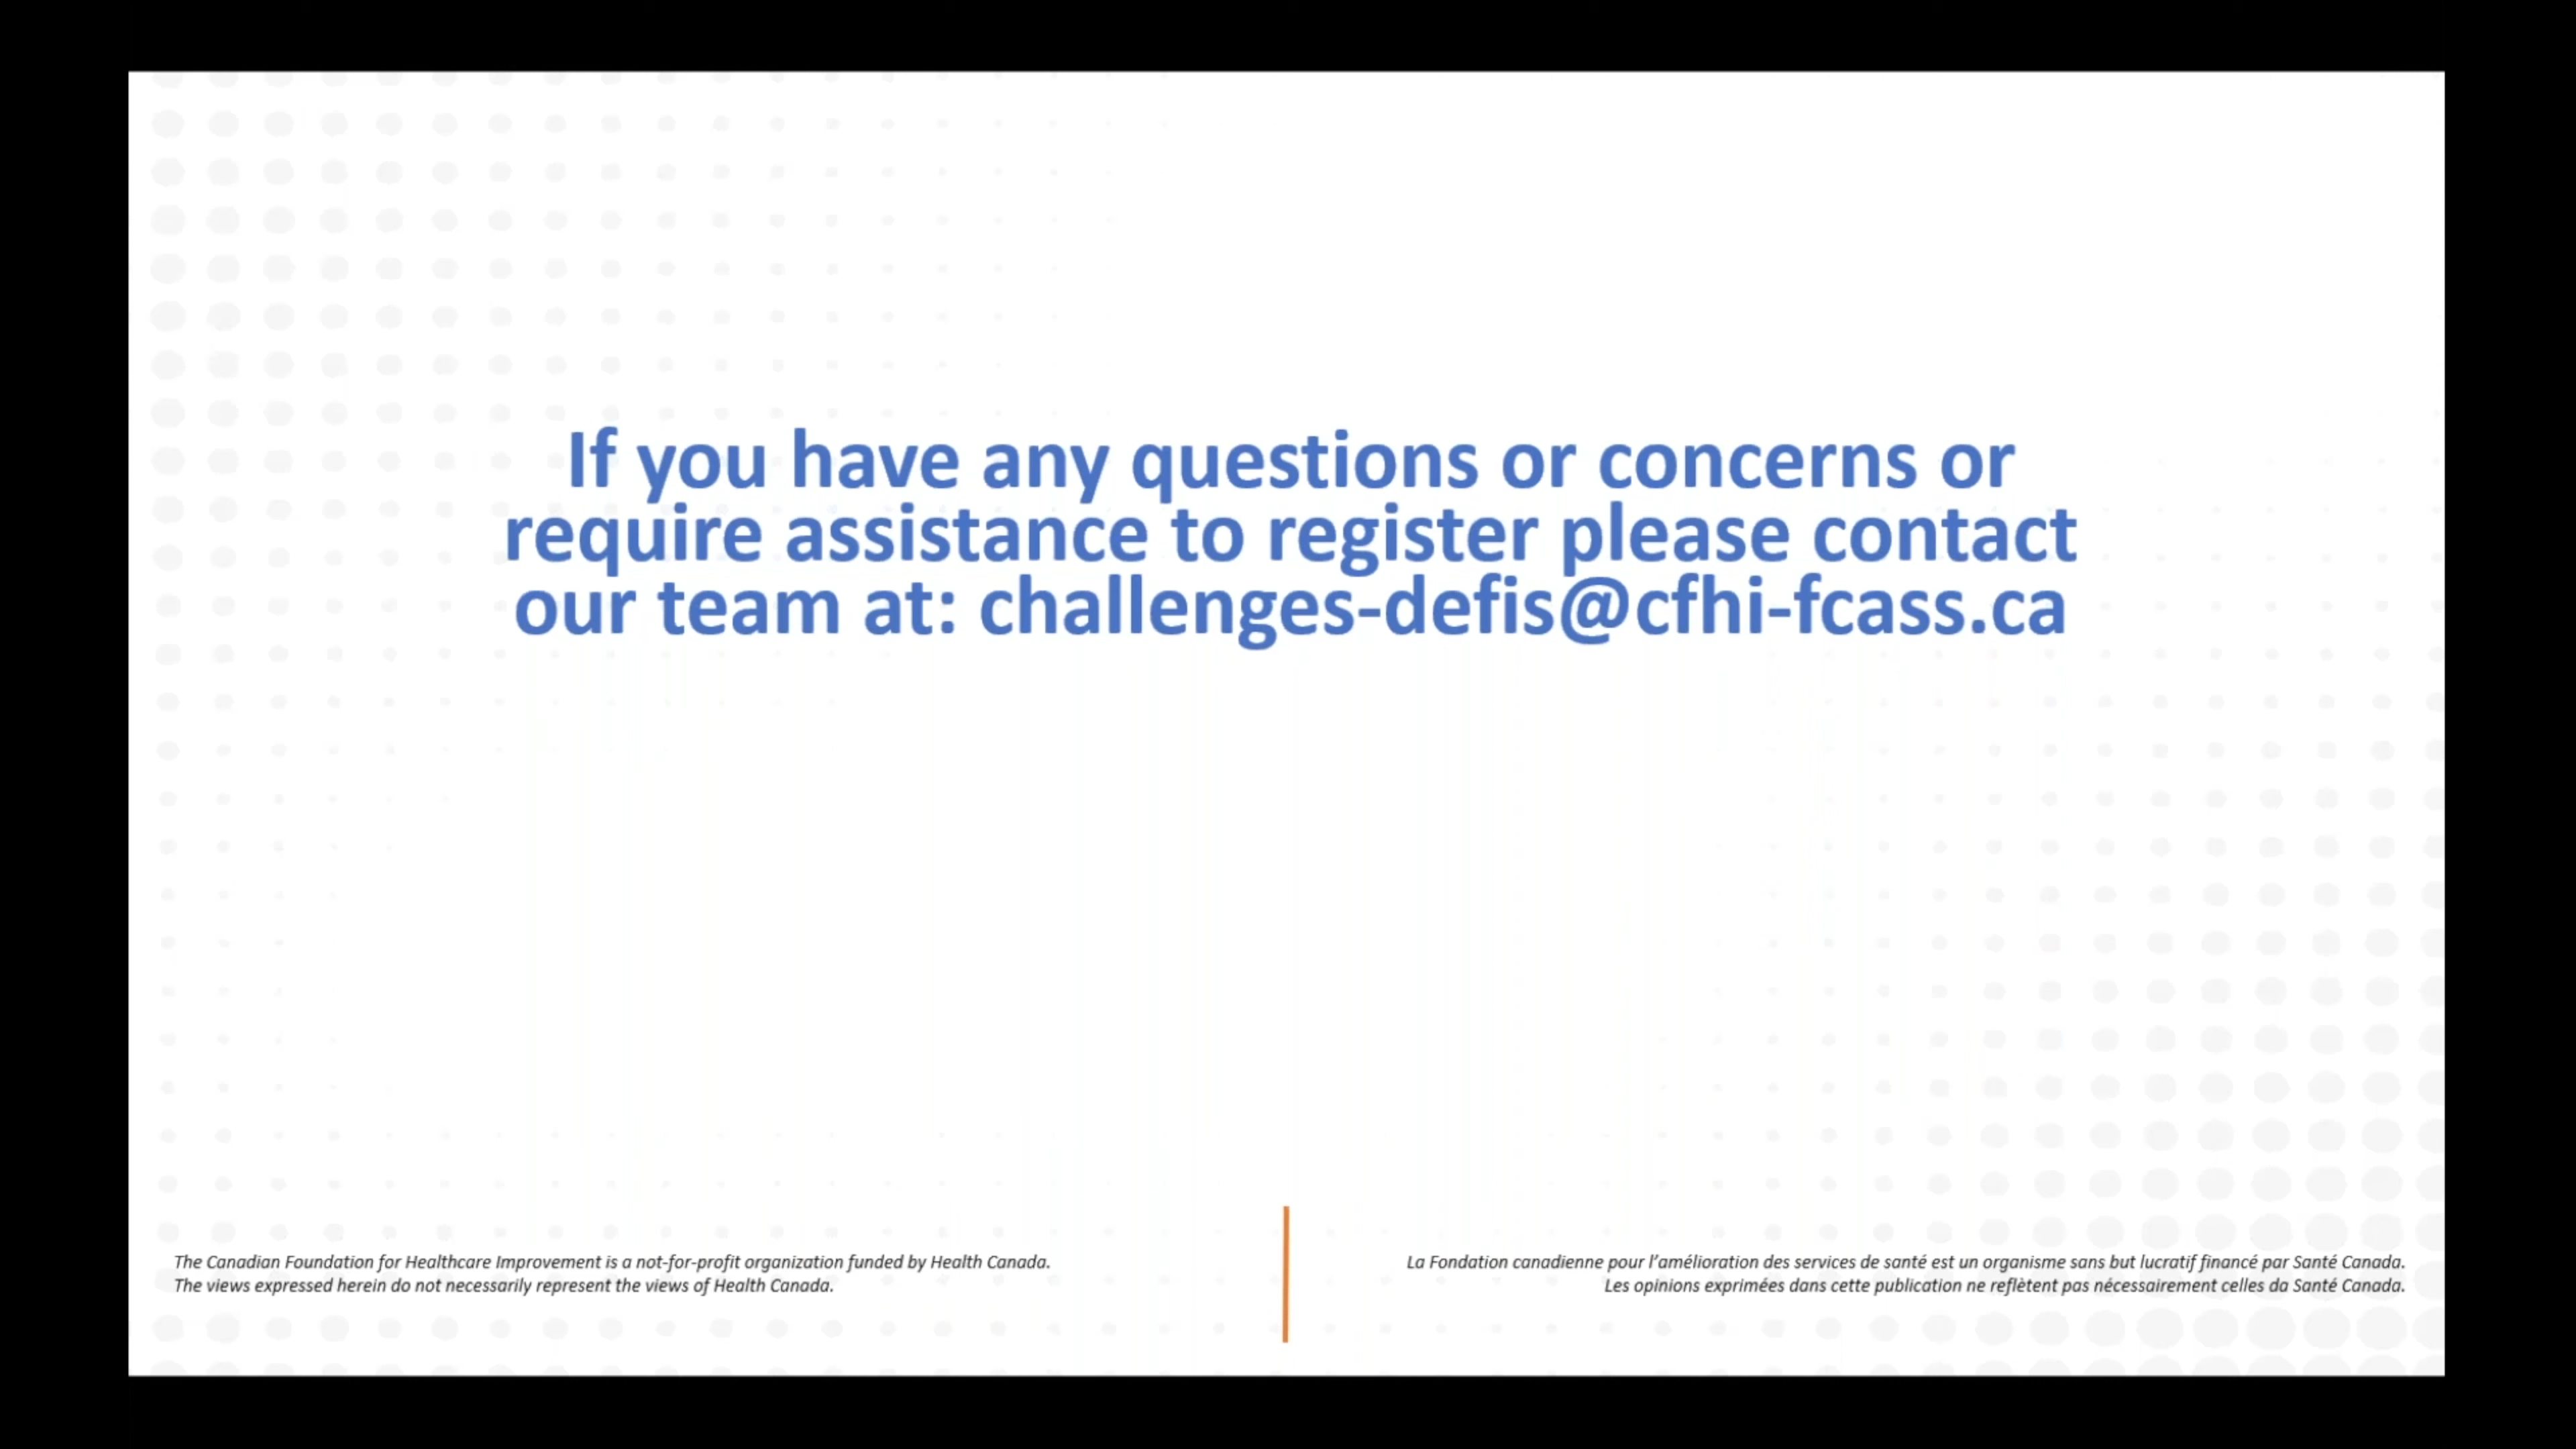 If you have any questions or concerns or
require assistance to register please contact
our team at: challenges-defis@cfhi-fcass.ca
The Canadian Foundation for Healthcare Improvement is a not-for-profit organization funded by Health Canada.
The views expressed herein do not necessarily represent the views of Health Canada.
La Fondation canadienne pour l’amélioration des services de santé est un organisme sans but lucratif financé par Santé Canada.
Les opinions exprimées dans cette publication ne reflètent pas nécessairement celles da Santé Canada.